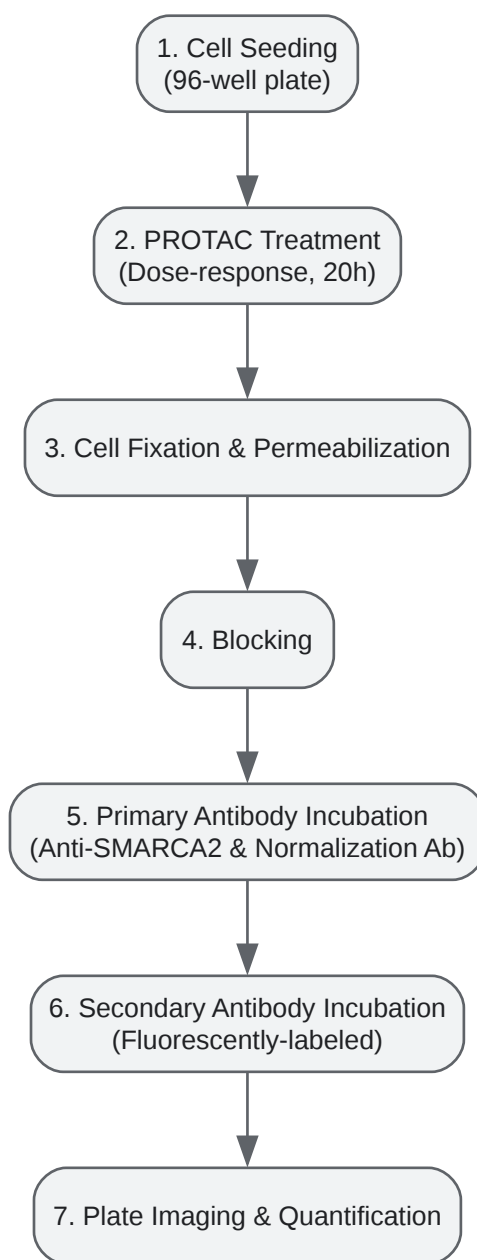 1. Cell Seeding
(96-well plate)
2. PROTAC Treatment
(Dose-response, 20h)
3. Cell Fixation & Permeabilization
4. Blocking
5. Primary Antibody Incubation
(Anti-SMARCA2 & Normalization Ab)
6. Secondary Antibody Incubation
(Fluorescently-labeled)
7. Plate Imaging & Quantification